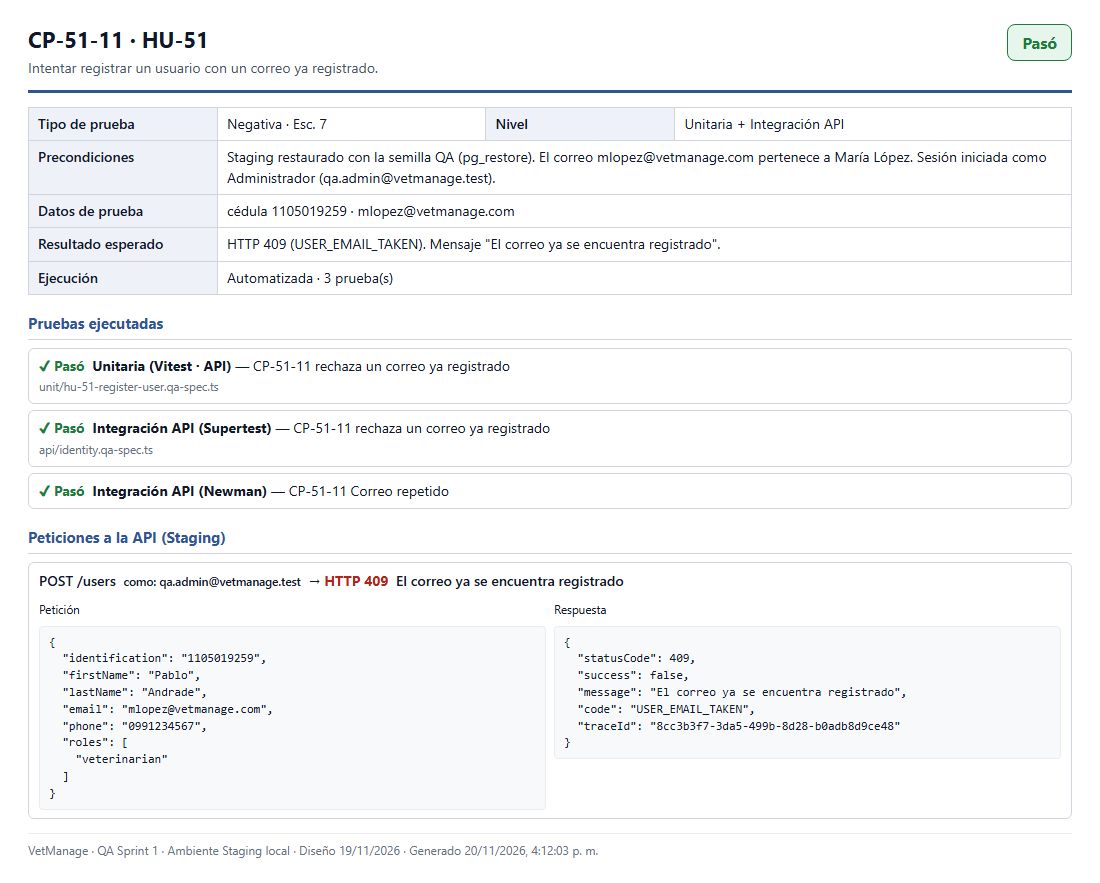 CP-51-11 · HU-51
Pasó
Intentar registrar un usuario con un correo ya registrado.
Tipo de prueba Negativa · Esc. 7 Nivel Unitaria + Integración API
Precondiciones Staging restaurado con la semilla QA (pg_restore). El correo mlopez@vetmanage.com pertenece a María López. Sesión iniciada como
Administrador (qa.admin@vetmanage.test).
Datos de prueba cédula 1105019259 · mlopez@vetmanage.com
Resultado esperado HTTP 409 (USER_EMAIL_TAKEN). Mensaje "El correo ya se encuentra registrado".
Ejecución Automatizada · 3 prueba(s)
Pruebas ejecutadas
✓ Pasó Unitaria (Vitest · API) — CP-51-11 rechaza un correo ya registrado
unit/hu-51-register-user.qa-spec.ts
✓ Pasó Integración API (Supertest) — CP-51-11 rechaza un correo ya registrado
api/identity.qa-spec.ts
✓ Pasó Integración API (Newman) — CP-51-11 Correo repetido
Peticiones a la API (Staging)
POST /users como: qa.admin@vetmanage.test → HTTP 409 El correo ya se encuentra registrado
Petición
{
"identification": "1105019259",
"firstName": "Pablo",
"lastName": "Andrade",
"email": "mlopez@vetmanage.com",
"phone": "0991234567",
"roles": [
"veterinarian"
]
}
Respuesta
{
"statusCode": 409,
"success": false,
"message": "El correo ya se encuentra registrado",
"code": "USER_EMAIL_TAKEN",
"traceId": "8cc3b3f7-3da5-499b-8d28-b0adb8d9ce48"
}
VetManage · QA Sprint 1 · Ambiente Staging local · Diseño 19/11/2026 · Generado 20/11/2026, 4:12:03 p. m.